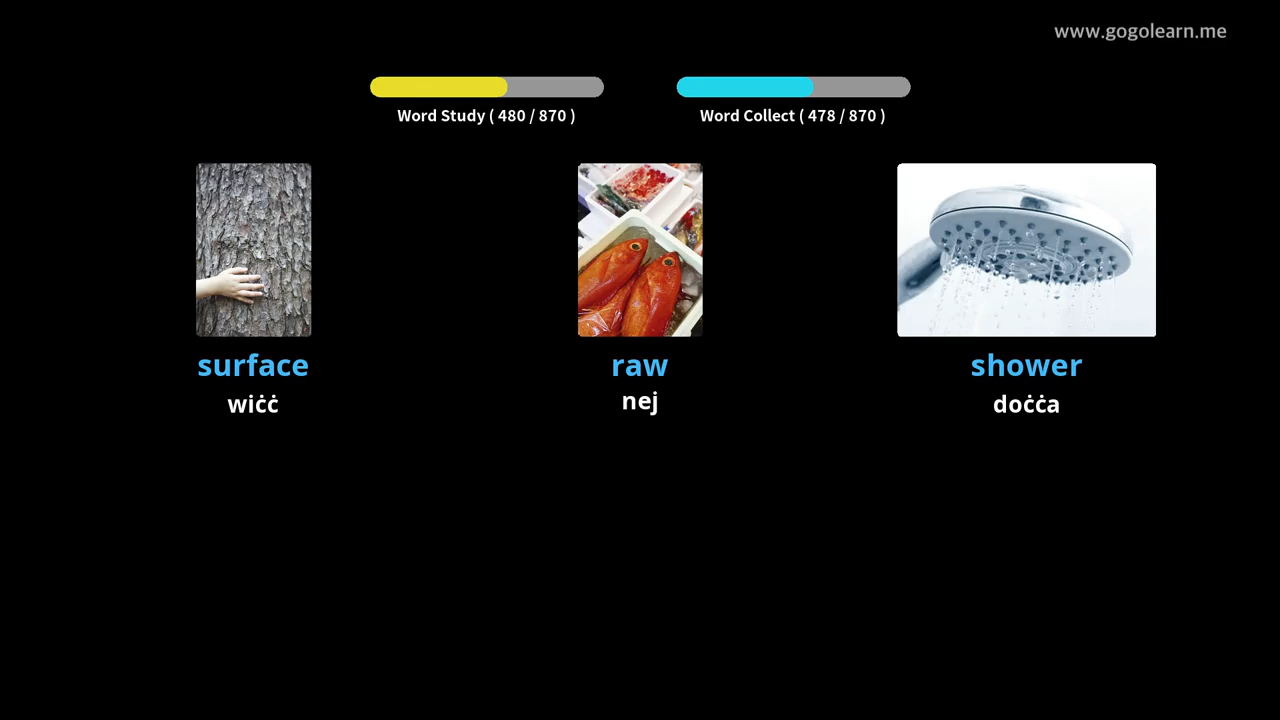 www.gogolearn.me
Word Study ( 480 / 870 )
Word Collect ( 478 / 870 )
surface
wiċċ
raw
nej
shower
doċċa